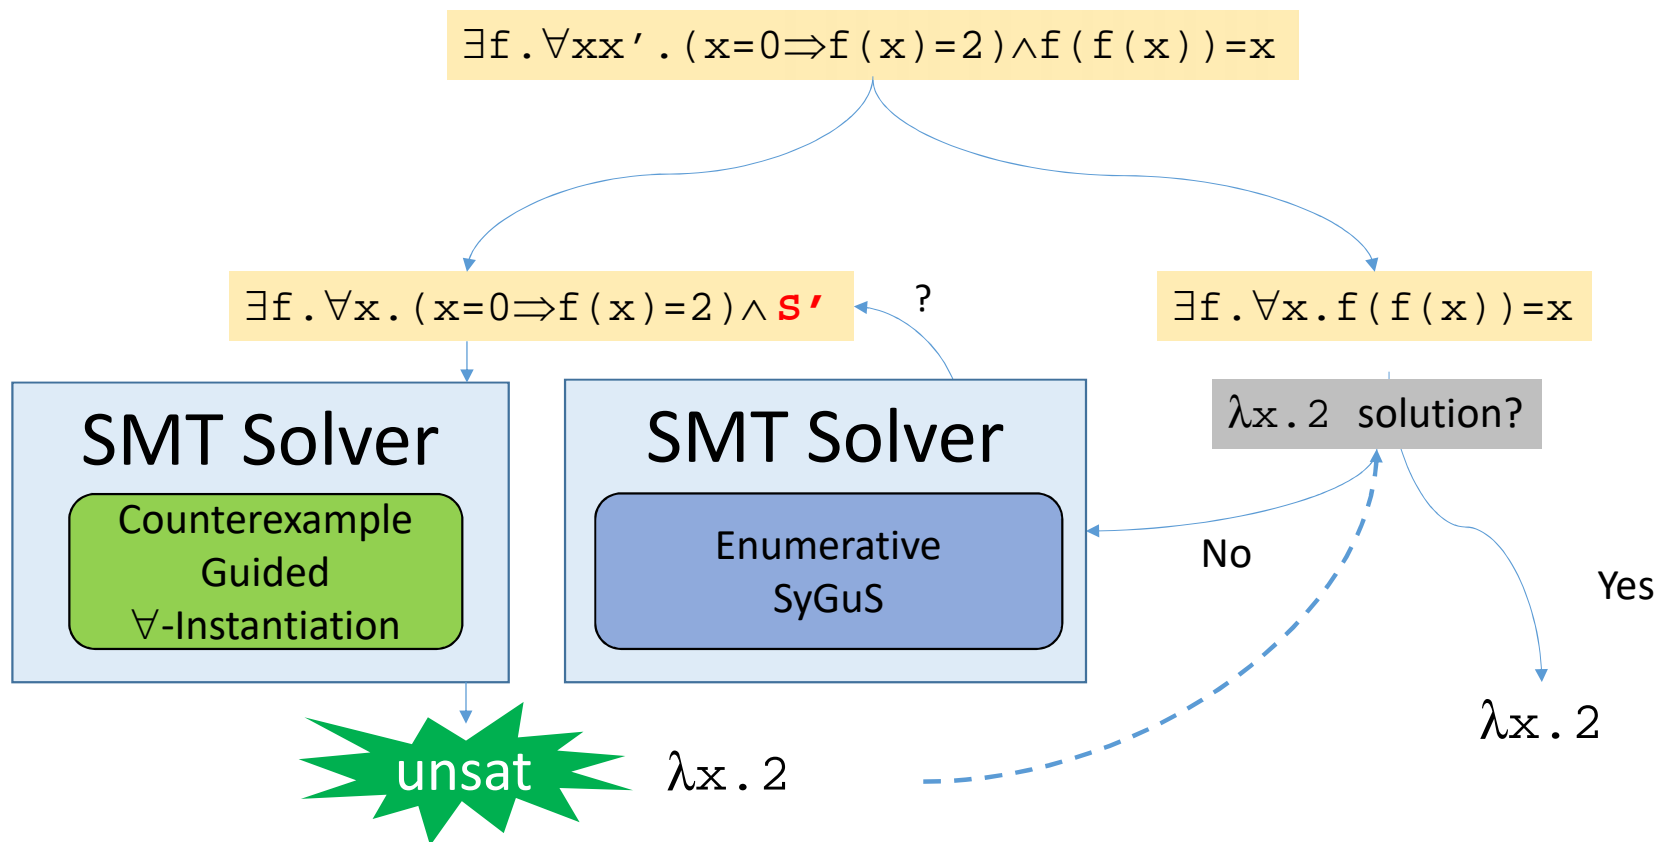 ∃f.∀xx′.(x=0⇒f(x)=2)∧f(f(x))=x
∃f.∀x.(x=0⇒f(x)=2)∧S′
?
∃f.∀x.f(f(x))=x
SMT Solver
Counterexample
Guided
∀-Instantiation
SMT Solver
Enumerative
SyGuS
λx.2 solution?
No
Yes
unsat
λx.2
λx.2